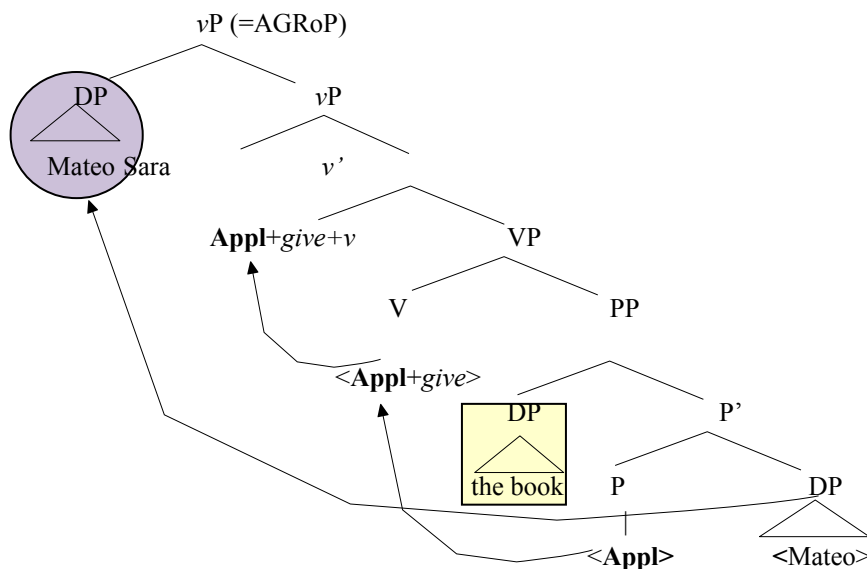 vP (=AGRoP)
DP
vP
Mateo Sara
v’
Appl+give+v
VP
V
PP
<Appl+give>
DP
P’
the book
P
DP
<Appl>
<Mateo>